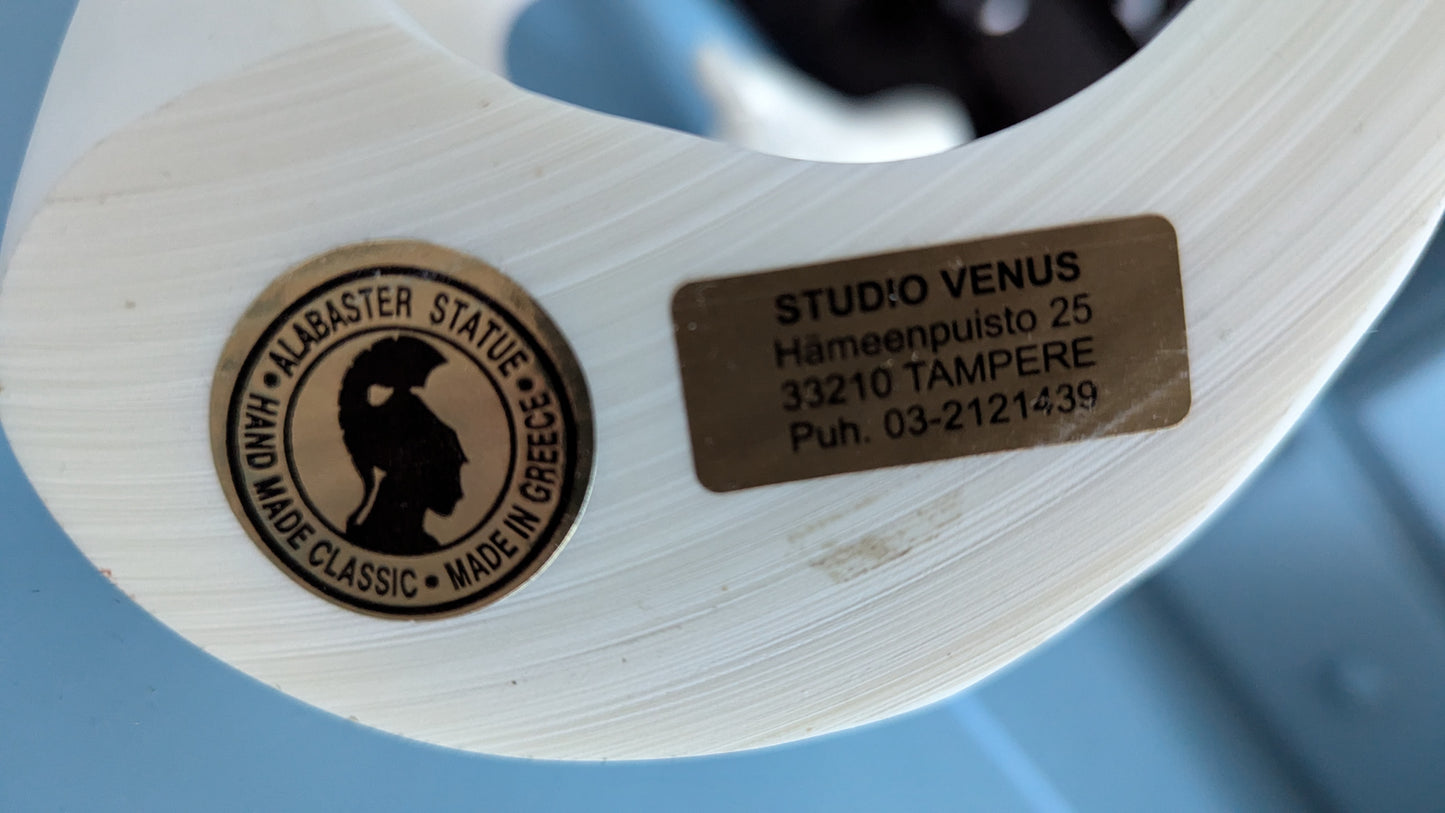 • ALABASTER STATUE •
MADE IN GREECE •
HAND MADE CLASSIC
STUDIO VENUS
Hämeenpuisto 25
33210 TAMPERE
Puh. 03-2121439